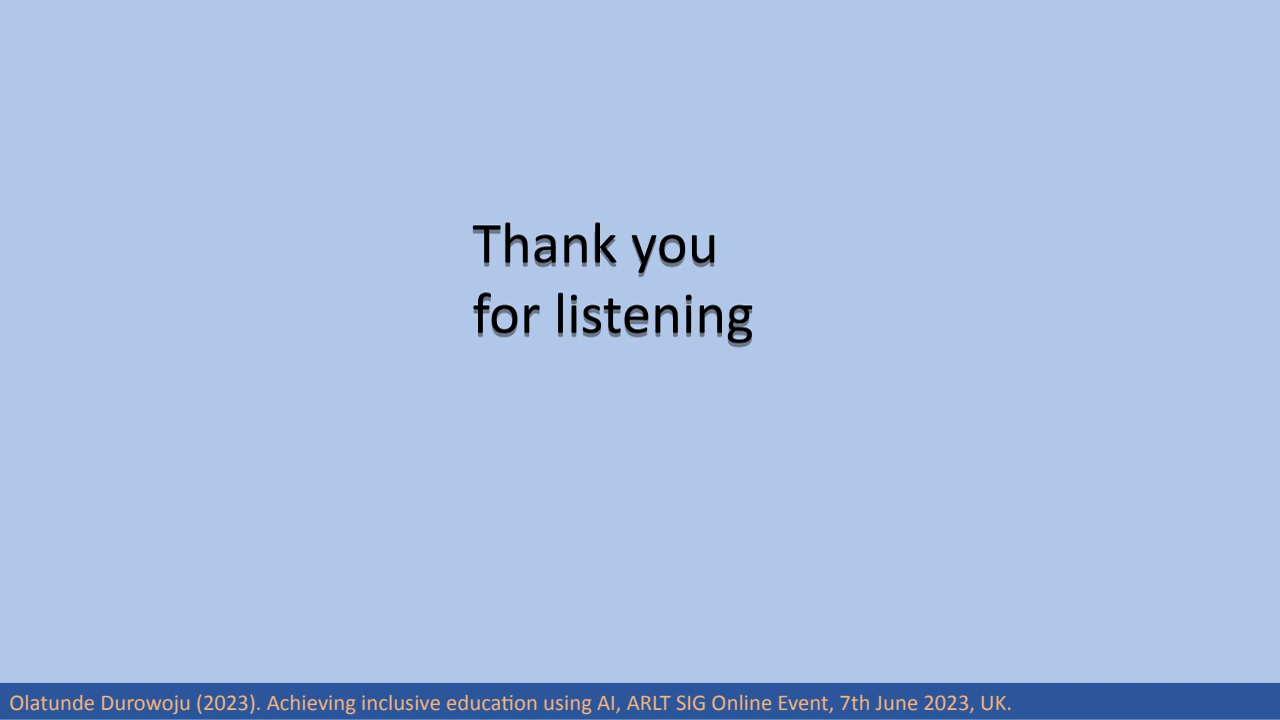 Thank you
for listening
Olatunde Durowoju (2023). Achieving inclusive education using AI, ARLT SIG Online Event, 7th June 2023, UK.